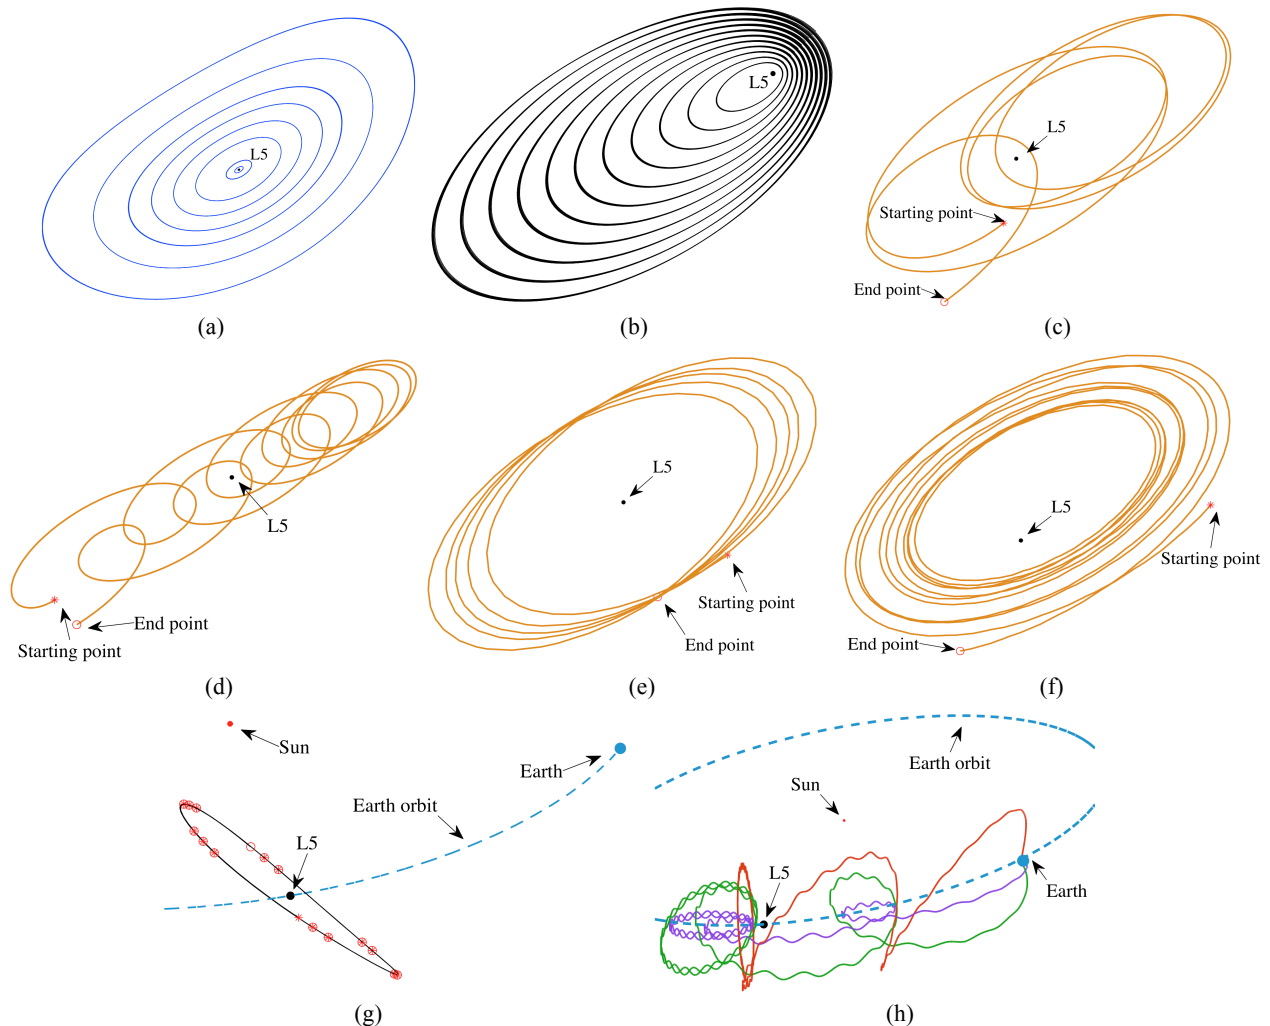 L5
(a)
L5
(b)
L5
Starting point
End point
(c)
L5
End point
Starting point
(d)
L5
Starting point
End point
(e)
L5
Starting point
End point
(f)
Sun
Earth
Earth orbit
L5
(g)
Earth orbit
Sun
L5
Earth
(h)